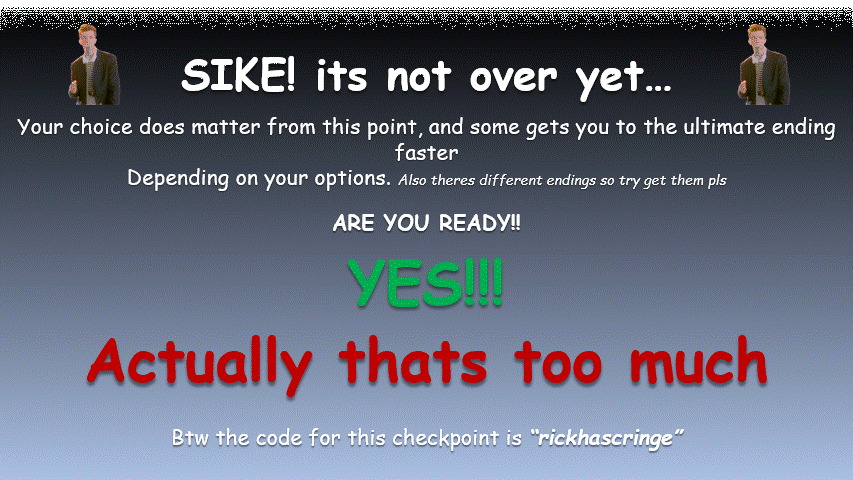 SIKE! its not over yet…
Your choice does matter from this point, and some gets you to the ultimate ending
faster
Depending on your options. Also theres different endings so try get them pls
ARE YOU READY!!
YES!!!
Actually thats too much
Btw the code for this checkpoint is “rickhascringe”